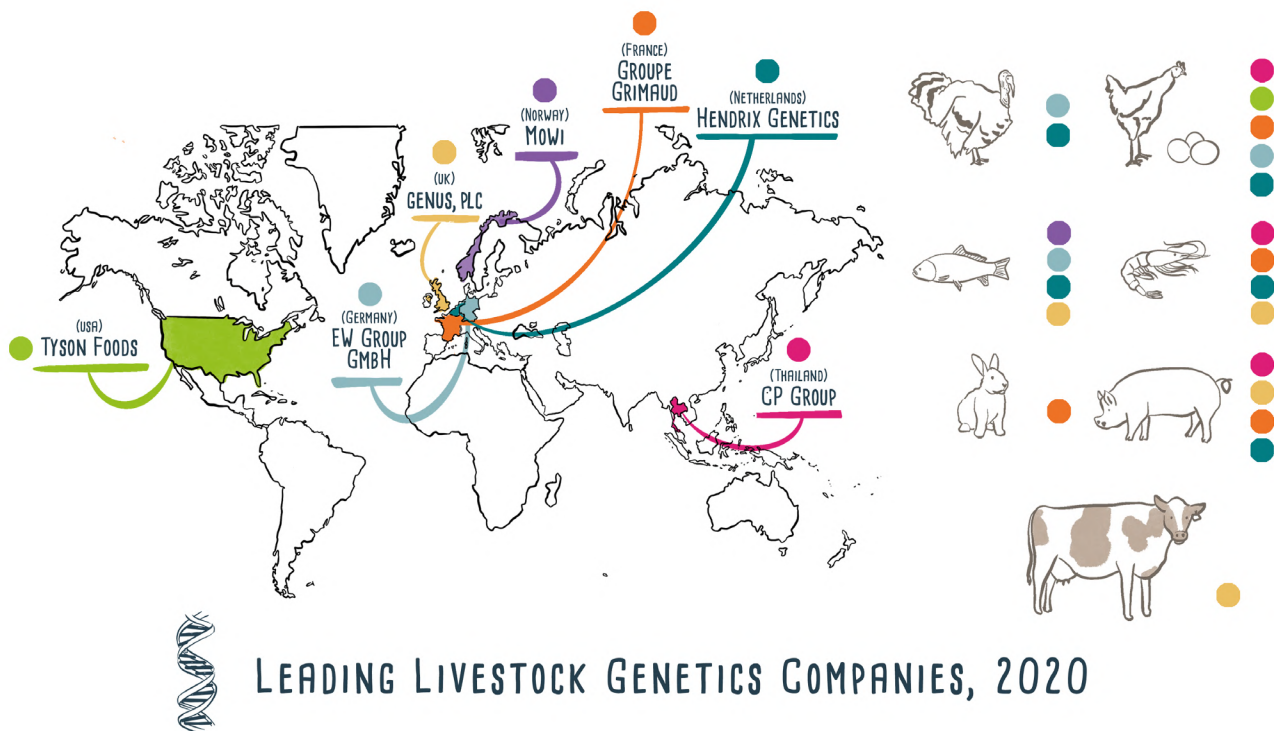 (France)
Groupe
Grimaud
(Netherlands)
Hendrix Genetics
(Norway)
Mowi
(UK)
Genus, plc
(Germany)
EW Group
GmbH
(USA)
Tyson Foods
(Thailand)
CP Group
Leading Livestock Genetics Companies, 2020